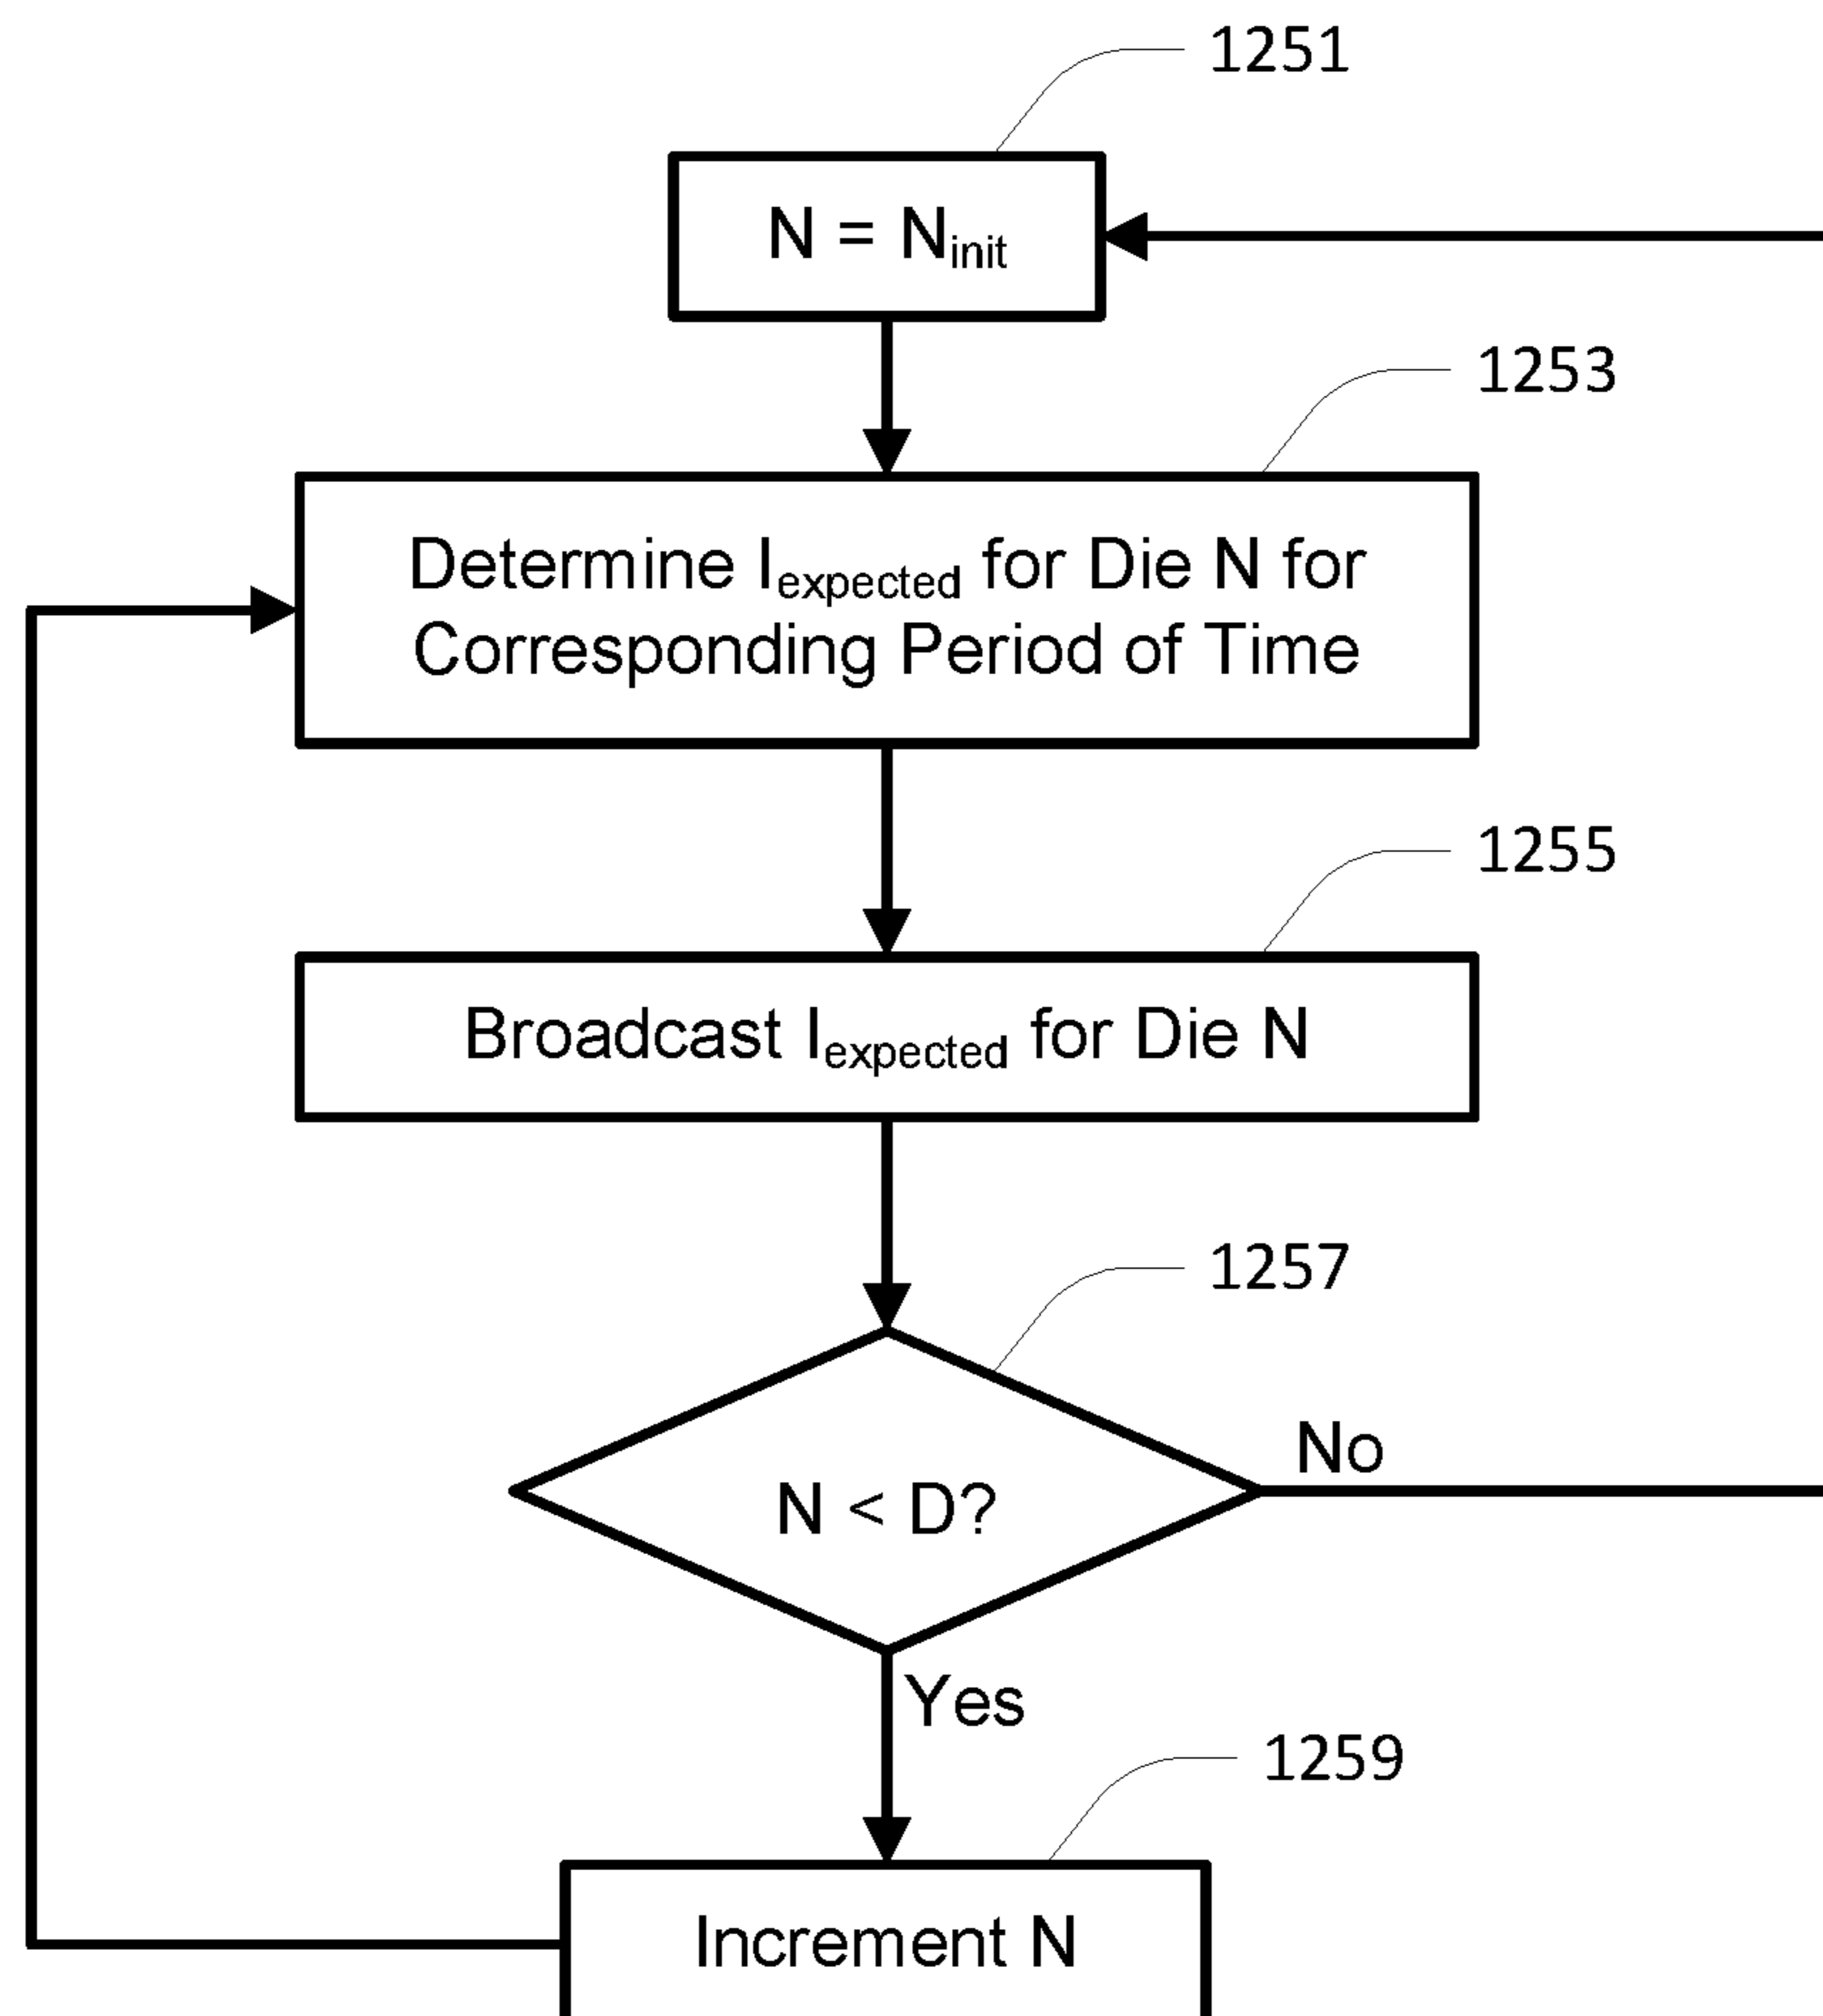 1251
N = Ninit
1253
Determine Iexpected for Die N for
Corresponding Period of Time
1255
Broadcast Iexpected for Die N
1257
No
N < D?
Yes
1259
Increment N